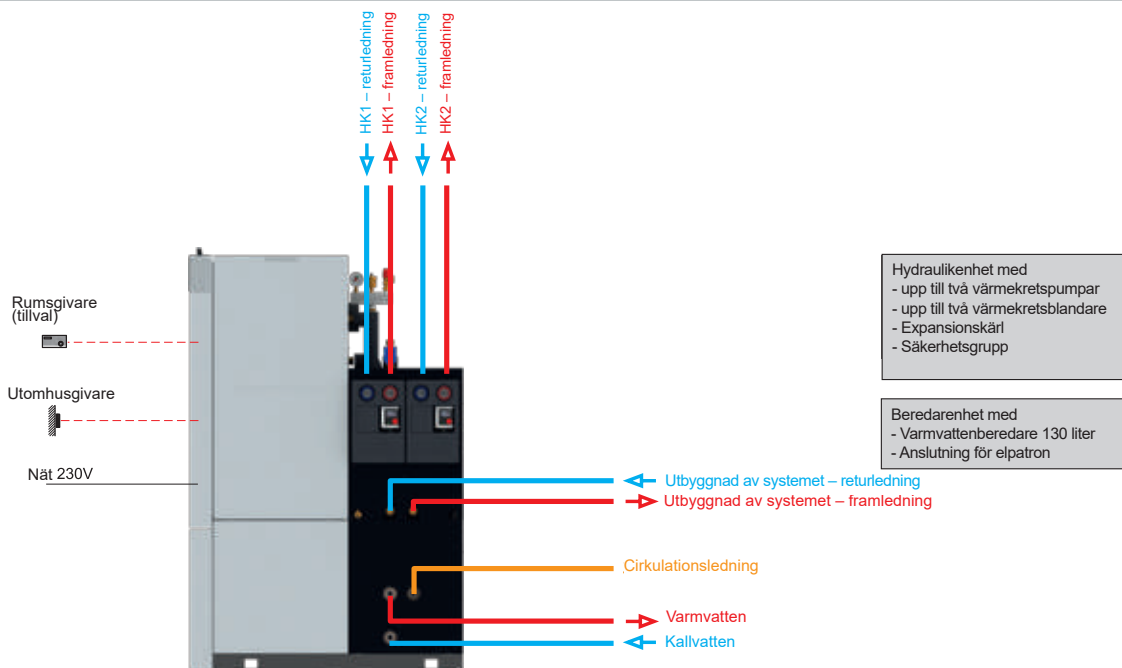 HK1 – returledning
HK1 – framledning
HK2 – returledning
HK2 – framledning
Rumsgivare
(tillval)
Utomhusgivare
Nät 230V
Hydraulikenhet med
- upp till två värmekretspumpar
- upp till två värmekretsblandare
- Expansionskärl
- Säkerhetsgrupp
Beredarenhet med
- Varmvattenberedare 130 liter
- Anslutning för elpatron
Utbyggnad av systemet – returledning
Utbyggnad av systemet – framledning
Cirkulationsledning
Varmvatten
Kallvatten